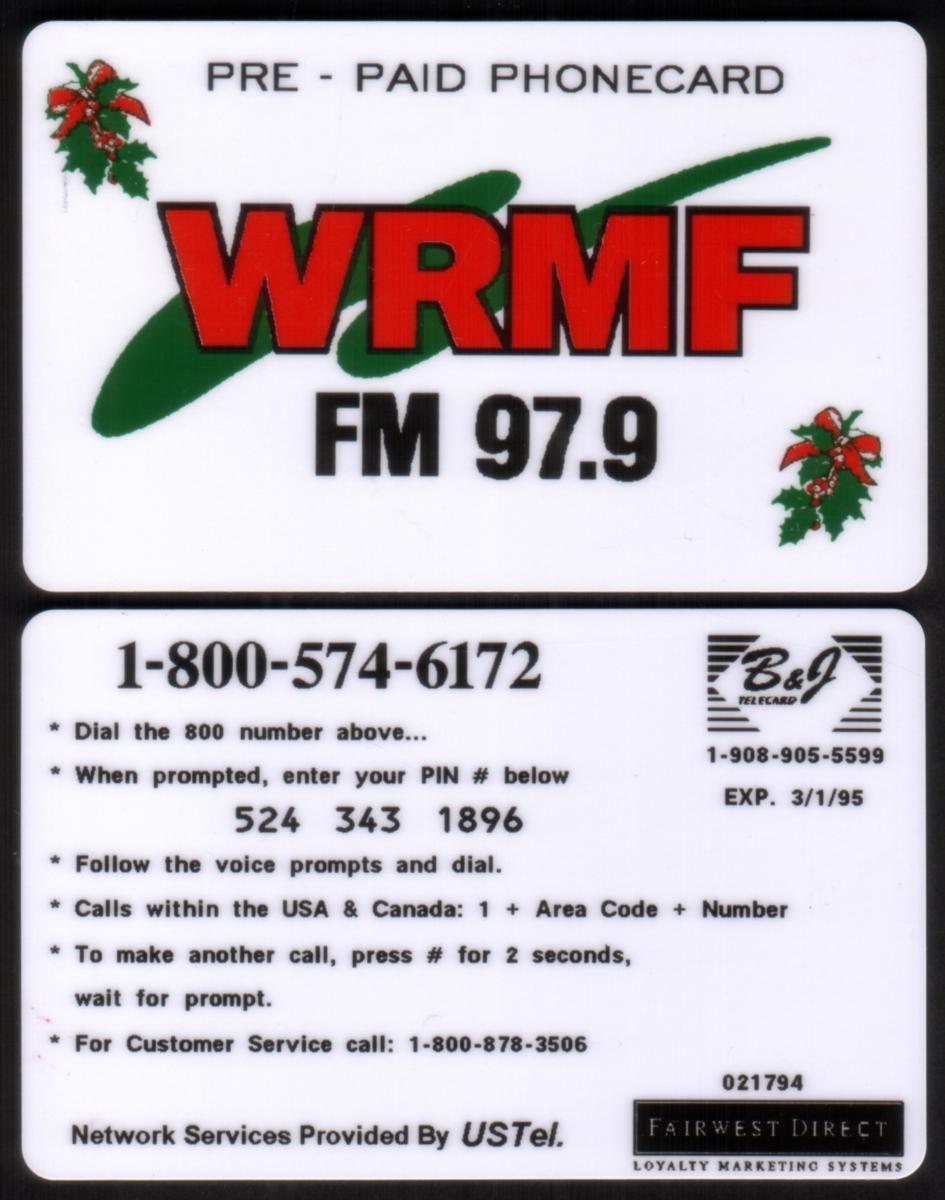 PRE - PAID PHONECARD
WRMF
FM 97.9
1-800-574-6172
B&J
TELECARD
1-908-905-5599
EXP. 3/1/95
* Dial the 800 number above...
* When prompted, enter your PIN # below
524 343 1896
* Follow the voice prompts and dial.
* Calls within the USA & Canada: 1 + Area Code + Number
* To make another call, press # for 2 seconds,
wait for prompt.
* For Customer Service call: 1-800-878-3506
021794
Network Services Provided By USTel.
FAIRWEST DIRECT
LOYALTY MARKETING SYSTEMS